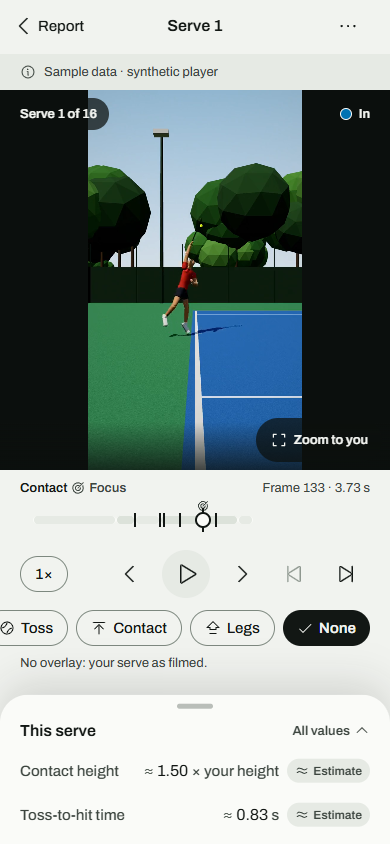 Report
Serve 1
Sample data · synthetic player
Serve 1 of 16
In
Zoom to you
Contact Focus
Frame 133 · 3.73 s
1×
Toss
Contact
Legs
None
No overlay: your serve as filmed.
This serve
All values
Contact height
≈ 1.50 × your height
Estimate
Toss-to-hit time
≈ 0.83 s
Estimate